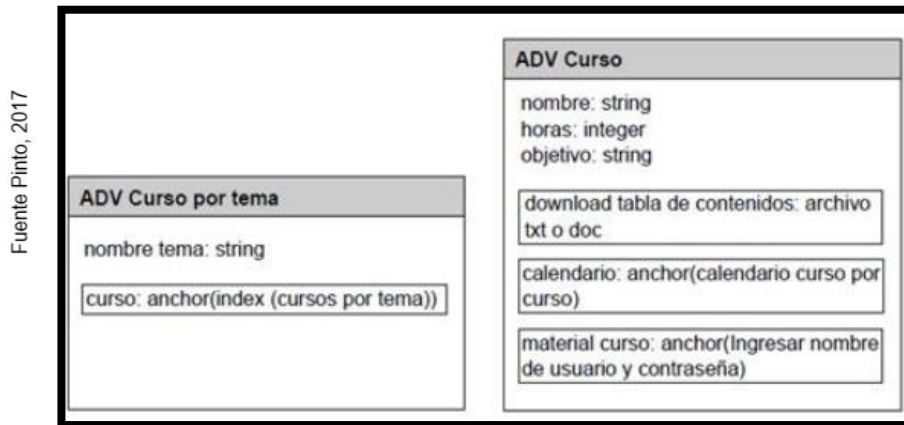 Fuente Pinto, 2017
ADV Curso por tema
nombre tema: string
curso: anchor(index (cursos por tema))
ADV Curso
nombre: string
horas: integer
objetivo: string
download tabla de contenidos: archivo
txt o doc
calendario: anchor(calendario curso por
curso)
material curso: anchor(Ingresar nombre
de usuario y contraseña)